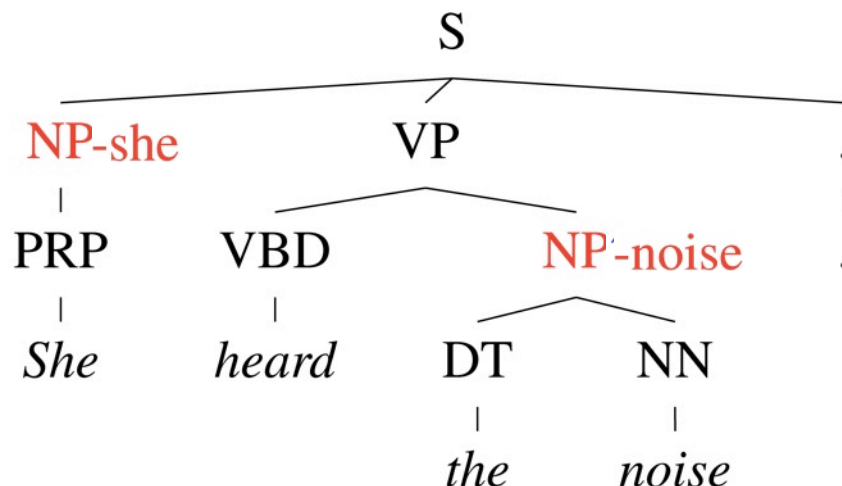 S
NP-she VP .
PRP VBD NP-noise .
She heard DT NN
the noise